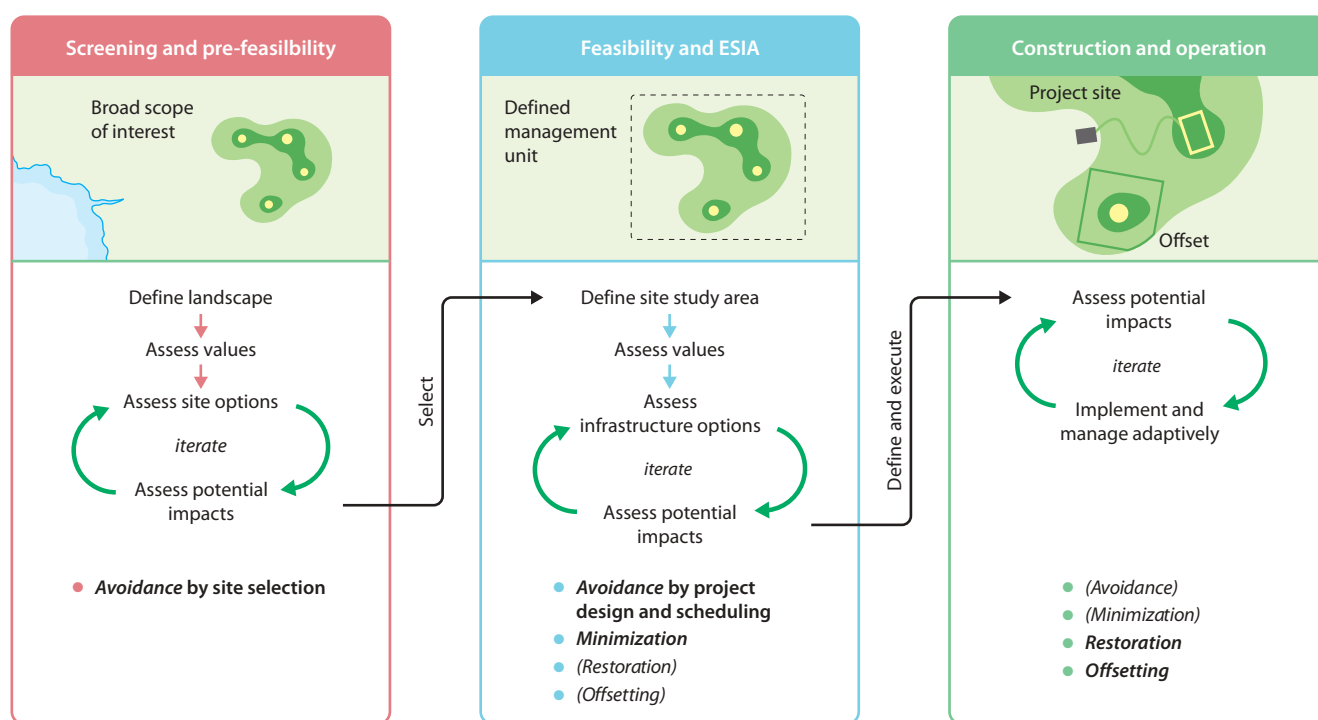 Screening and pre-feasilbility
Broad scope
of interest
Define landscape
Assess values
Assess site options
iterate
Assess potential
impacts
Avoidance by site selection
Select
Feasibility and ESIA
Defined
management
unit
Define site study area
Assess values
Assess
infrastructure options
iterate
Assess potential
impacts
Avoidance by project
design and scheduling
Minimization
(Restoration)
(Offsetting)
Define and execute
Construction and operation
Project site
Offset
Assess potential
impacts
iterate
Implement and
manage adaptively
(Avoidance)
(Minimization)
Restoration
Offsetting